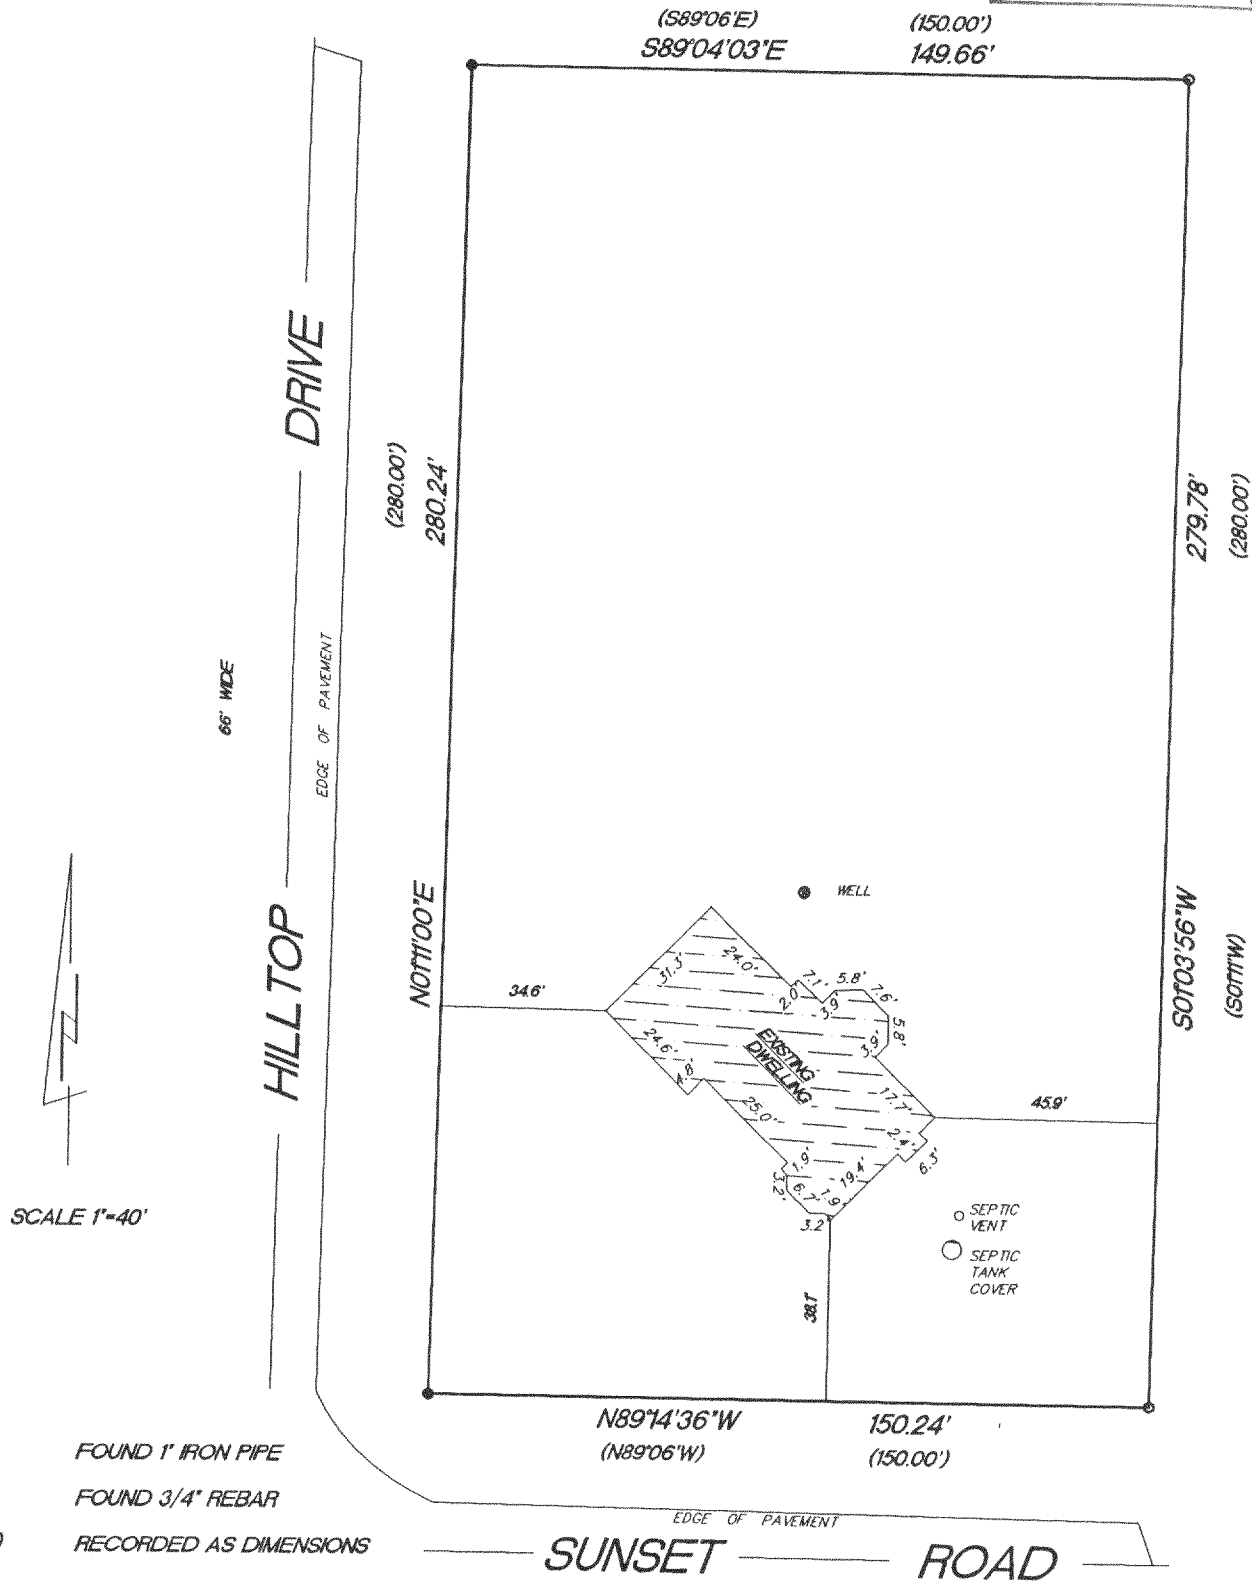 (S89°06'E) (150.00')
S89°04'03"E 149.66'
HILLTOP DRIVE
66' WIDE
EDGE OF PAVEMENT
(280.00')
280.24'
N01°11'00"E
279.78'
(280.00')
S01°03'56"W
(S01°11'W)
WELL
34.6'
31.3'
24.0'
2.0'
7.1'
3.9'
5.8'
7.6'
5.8'
3.9'
17.7'
45.9'
24.6'
4.8'
25.0'
EXISTING
DWELLING
2.4'
6.3'
19.4'
1.9'
3.2'
6.7'
1.9'
3.2'
38.1'
SEPTIC
VENT
SEPTIC
TANK
COVER
SCALE 1"=40'
N89°14'36"W 150.24'
(N89°06'W) (150.00')
FOUND 1" IRON PIPE
FOUND 3/4" REBAR
) RECORDED AS DIMENSIONS
EDGE OF PAVEMENT
SUNSET ROAD